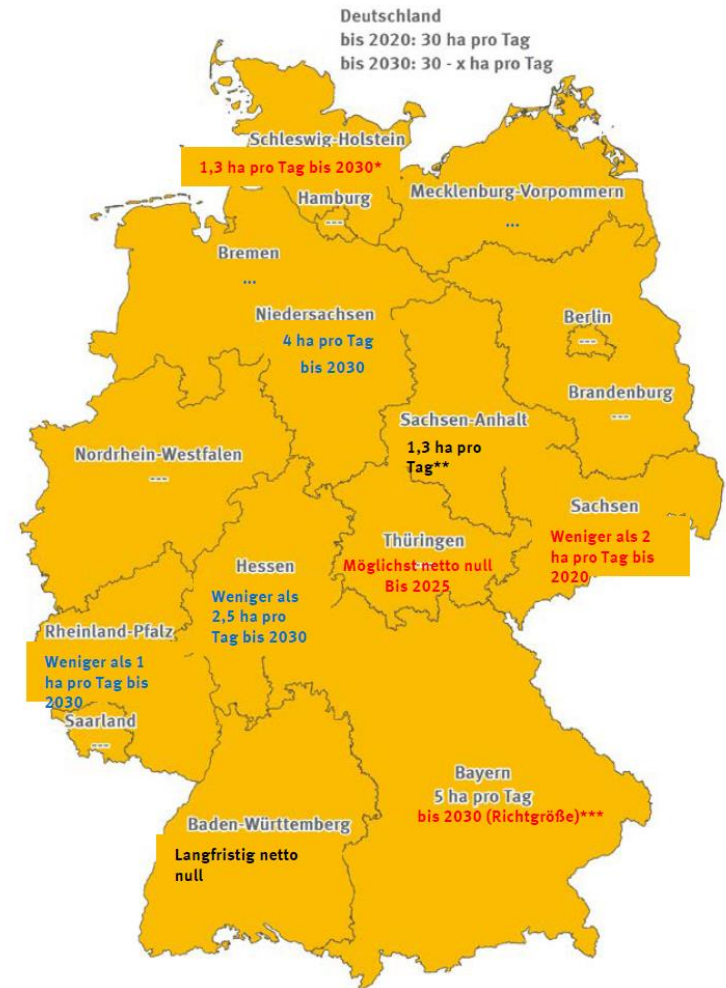 Deutschland
bis 2020: 30 ha pro Tag
bis 2030: 30 - x ha pro Tag
Schleswig-Holstein
1,3 ha pro Tag bis 2030*
Hamburg
---
Mecklenburg-Vorpommern
...
Bremen
...
Niedersachsen
4 ha pro Tag
bis 2030
Berlin
---
Brandenburg
---
Sachsen-Anhalt
1,3 ha pro
Tag**
Nordrhein-Westfalen
---
Sachsen
Weniger als 2
ha pro Tag bis
2020
Thüringen
Möglichst netto null
Bis 2025
Hessen
Weniger als
2,5 ha pro
Tag bis 2030
Rheinland-Pfalz
Weniger als 1
ha pro Tag bis
2030
Saarland
---
Bayern
5 ha pro Tag
bis 2030 (Richtgröße)***
Baden-Württemberg
Langfristig netto
null